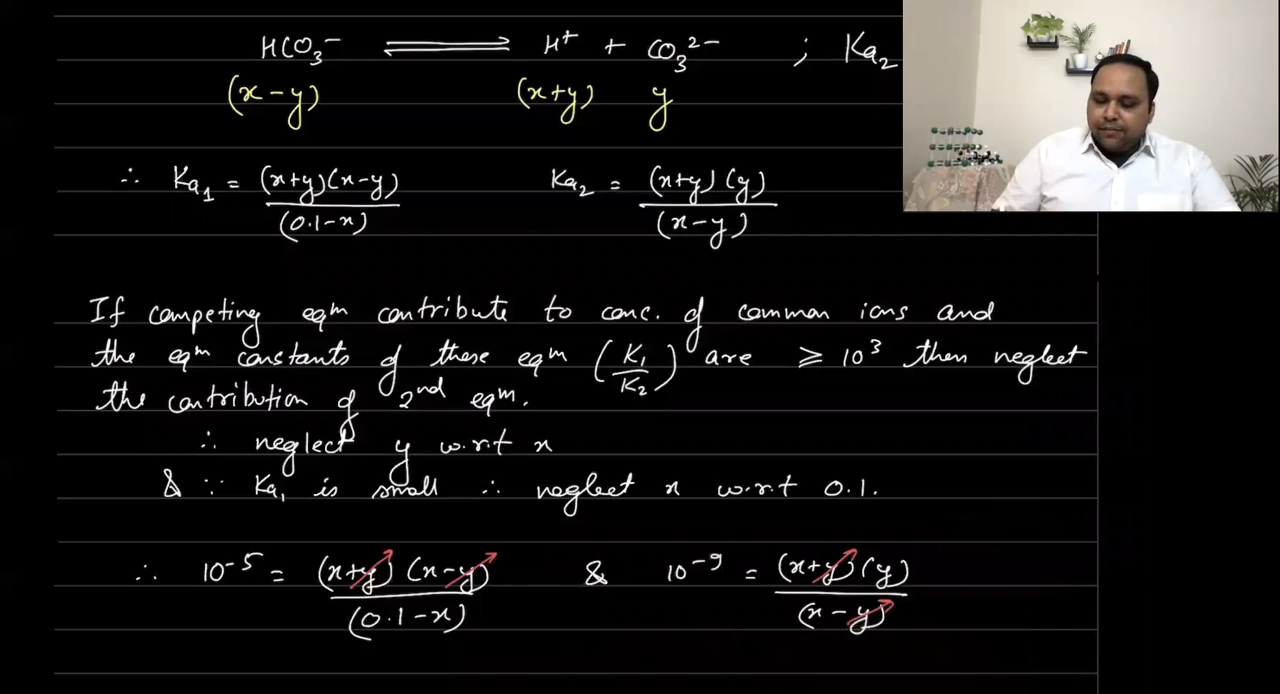 HCO₃⁻ ⇌ H⁺ + CO₃²⁻ ; Ka₂
(x-y) (x+y) y
∴ Ka₁ = (x+y)(x-y) / (0.1-x) Ka₂ = (x+y)(y) / (x-y)
If competing eqᵐ contribute to conc. of common ions and
the eqᵐ constants of these eqᵐ (K₁/K₂) are ≥ 10³ then neglect
the contribution of 2ⁿᵈ eqᵐ.
∴ neglect y w.r.t x
& ∵ Ka₁ is small ∴ neglect x w.r.t 0.1.
∴ 10⁻⁵ = (x+y)(x-y) / (0.1-x) & 10⁻⁹ = (x+y)(y) / (x-y)